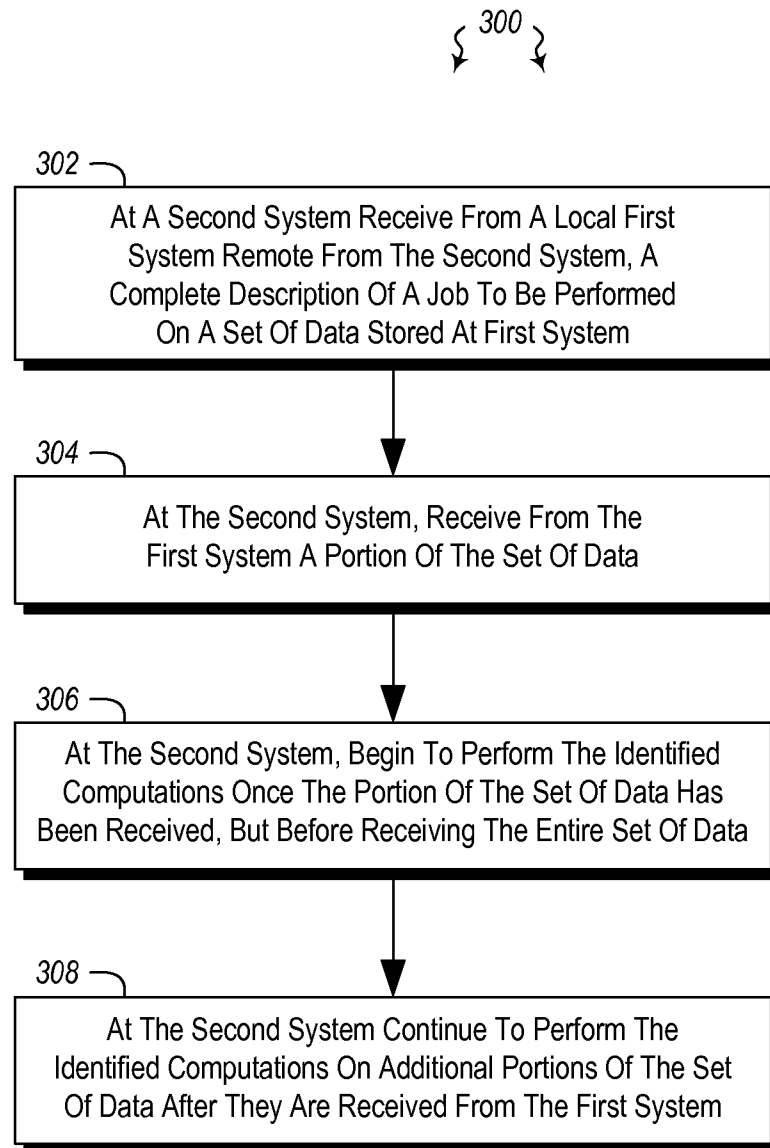 300
302
At A Second System Receive From A Local First
System Remote From The Second System, A
Complete Description Of A Job To Be Performed
On A Set Of Data Stored At First System
304
At The Second System, Receive From The
First System A Portion Of The Set Of Data
306
At The Second System, Begin To Perform The Identified
Computations Once The Portion Of The Set Of Data Has
Been Received, But Before Receiving The Entire Set Of Data
308
At The Second System Continue To Perform The
Identified Computations On Additional Portions Of The Set
Of Data After They Are Received From The First System